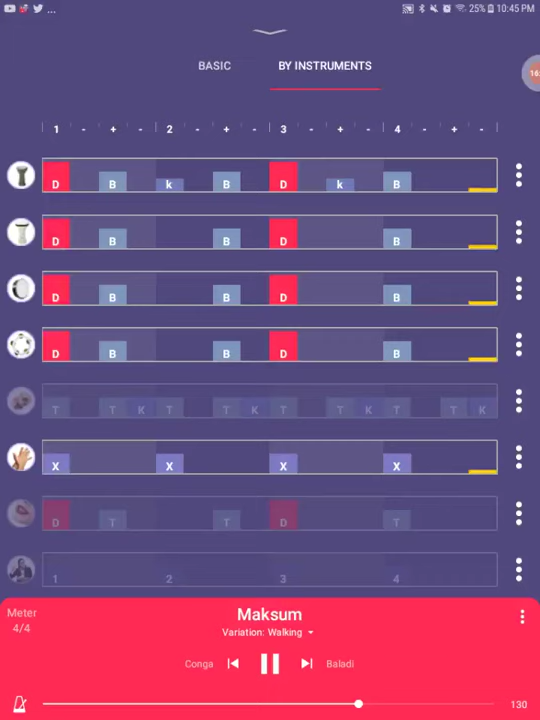 ... 25% 10:45 PM
BASIC BY INSTRUMENTS
1 - + - 2 - + - 3 - + - 4 - + -
D B k B D k B
D B B D B
D B B D B
D B B D B
T T K T T K T T K T T K
X X X X
D T T D T
1 2 3 4
Meter
4/4
Maksum
Variation: Walking
Conga Baladi
130